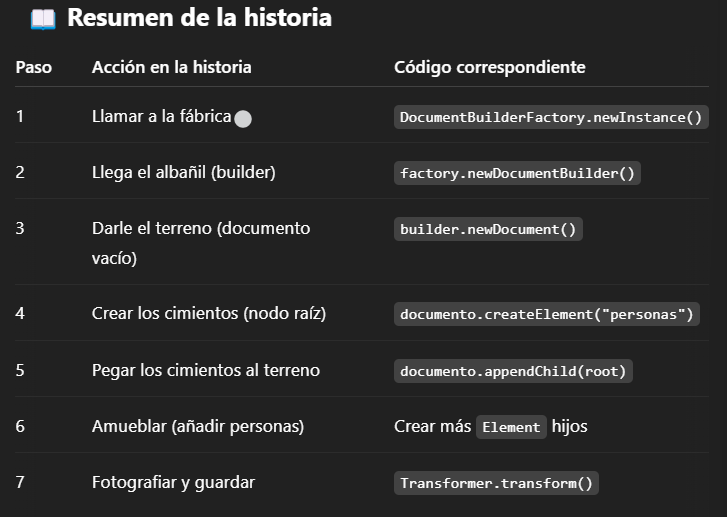 📖 Resumen de la historia
Paso Acción en la historia Código correspondiente
1 Llamar a la fábrica DocumentBuilderFactory.newInstance()
2 Llega el albañil (builder) factory.newDocumentBuilder()
3 Darle el terreno (documento vacío) builder.newDocument()
4 Crear los cimientos (nodo raíz) documento.createElement("personas")
5 Pegar los cimientos al terreno documento.appendChild(root)
6 Amueblar (añadir personas) Crear más Element hijos
7 Fotografiar y guardar Transformer.transform()